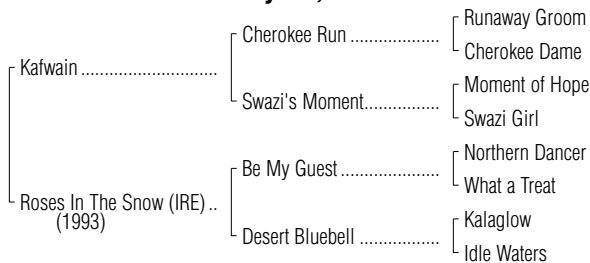 Runaway Groom
Cherokee Run ...................
Cherokee Dame
Kafwain .............................
Moment of Hope
Swazi's Moment................
Swazi Girl
Northern Dancer
Be My Guest .....................
What a Treat
Roses In The Snow (IRE) ..
(1993)
Kalaglow
Desert Bluebell .................
Idle Waters